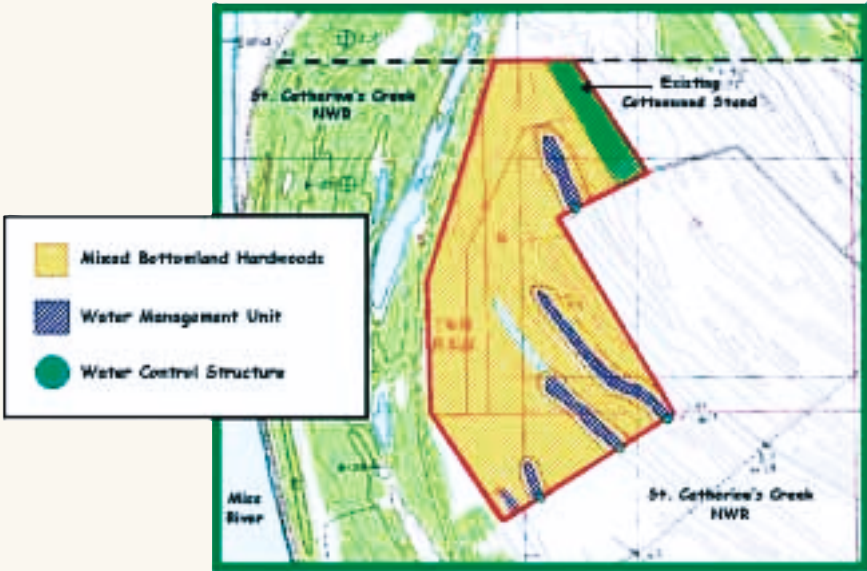 St. Catherine's Creek
NWR
Existing
Cottonwood Stand
Mixed Bottomland Hardwoods
Water Management Unit
Water Control Structure
Miss
River
St. Catherine's Creek
NWR